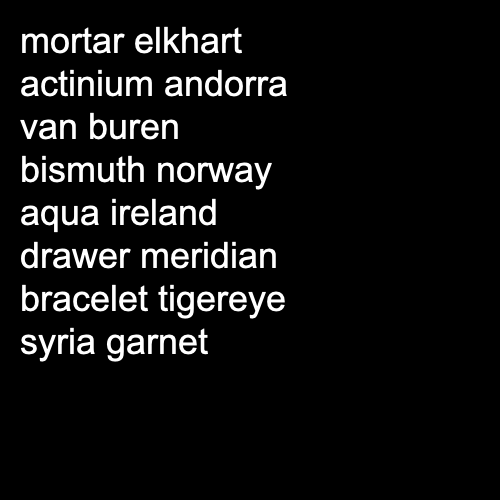 mortar elkhart
actinium andorra
van buren
bismuth norway
aqua ireland
drawer meridian
bracelet tigereye
syria garnet